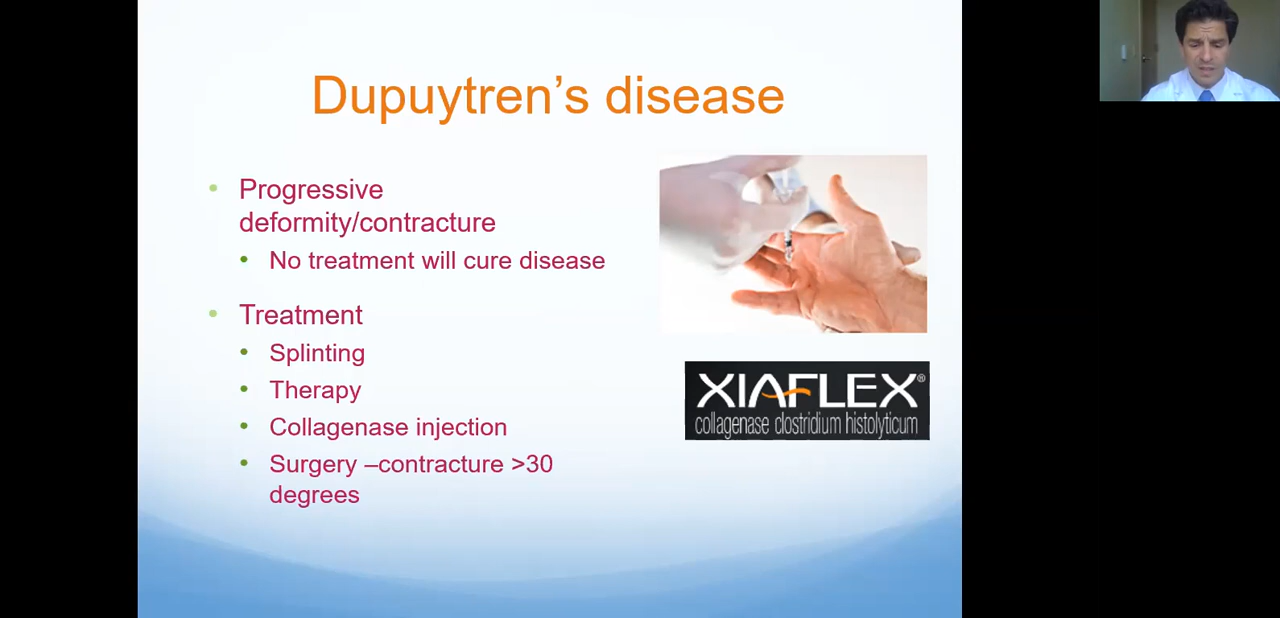 Dupuytren’s disease
• Progressive
deformity/contracture
• No treatment will cure disease
• Treatment
• Splinting
• Therapy
• Collagenase injection
• Surgery –contracture >30
degrees
XIAFLEX®
collagenase clostridium histolyticum